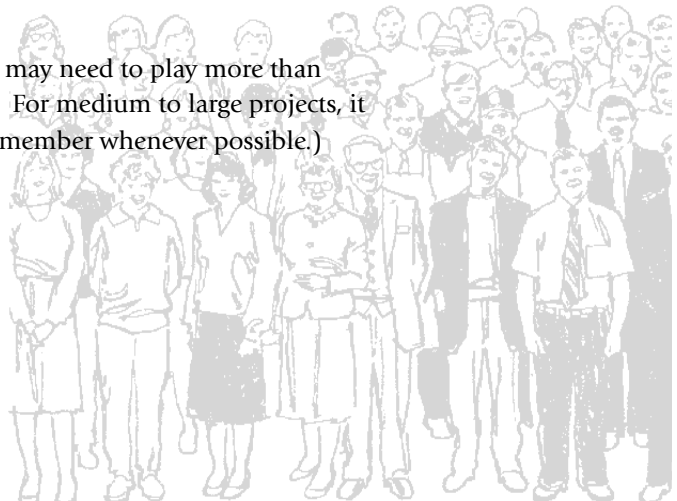 may need to play more than
For medium to large projects, it
member whenever possible.)